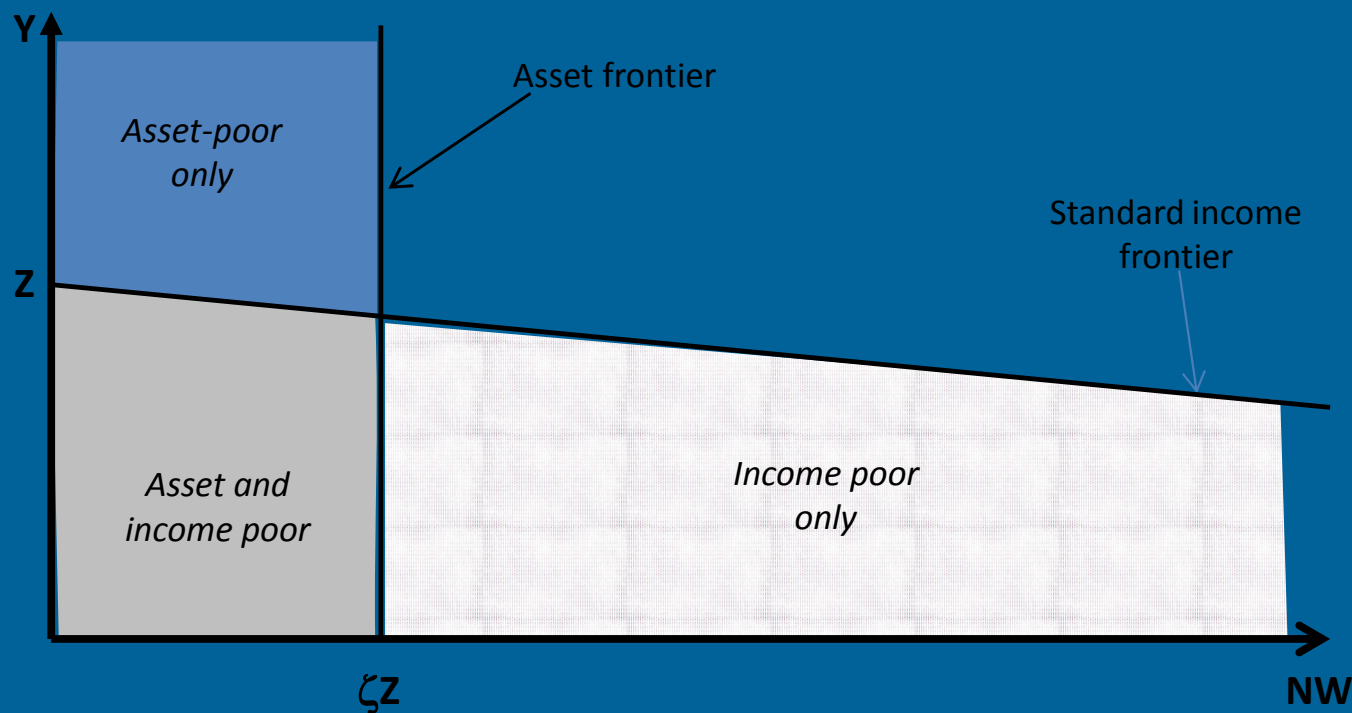 Y
Asset frontier
Asset-poor
only
Standard income
frontier
Z
Asset and
income poor
Income poor
only
ζZ
NW